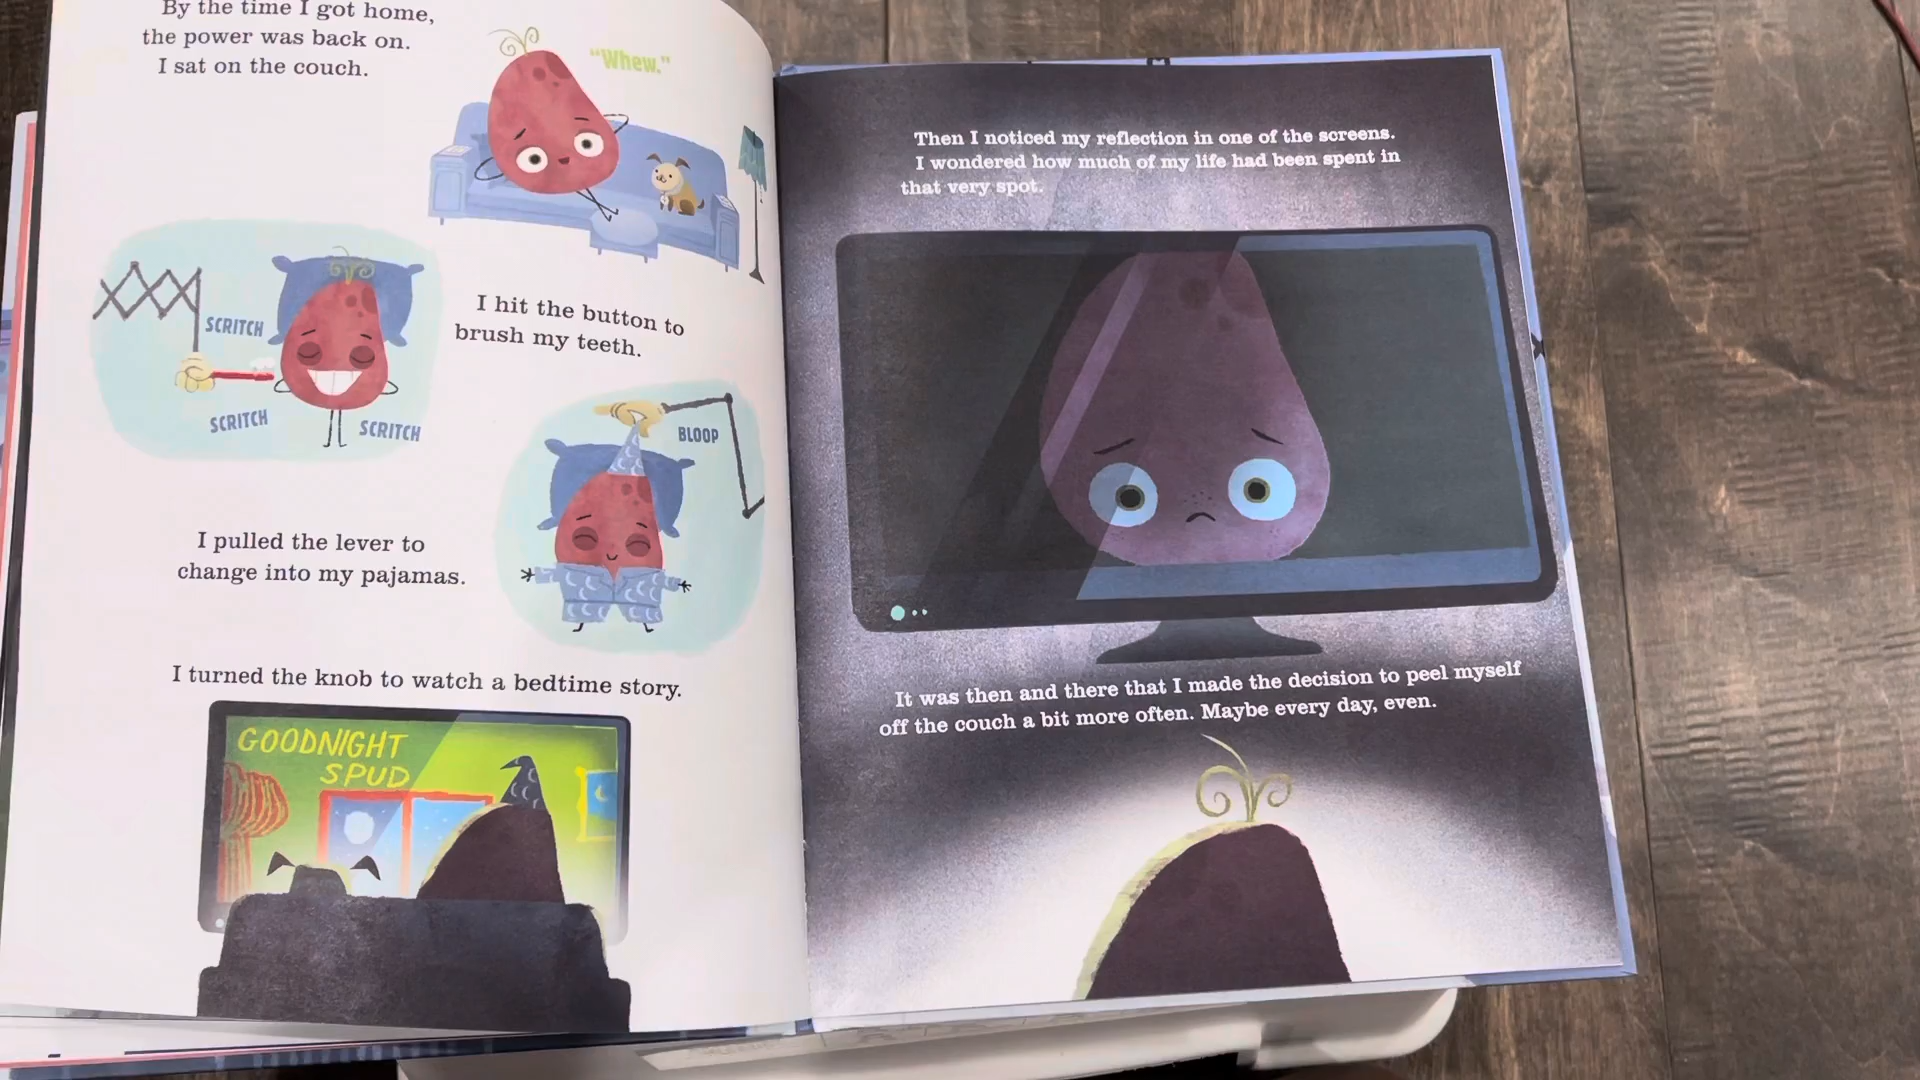 By the time I got home,
the power was back on.
I sat on the couch.
"Whew."
SCRITCH
SCRITCH
SCRITCH
I hit the button to
brush my teeth.
BLOOP
I pulled the lever to
change into my pajamas.
I turned the knob to watch a bedtime story.
GOODNIGHT
SPUD
Then I noticed my reflection in one of the screens.
I wondered how much of my life had been spent in
that very spot.
It was then and there that I made the decision to peel myself
off the couch a bit more often. Maybe every day, even.